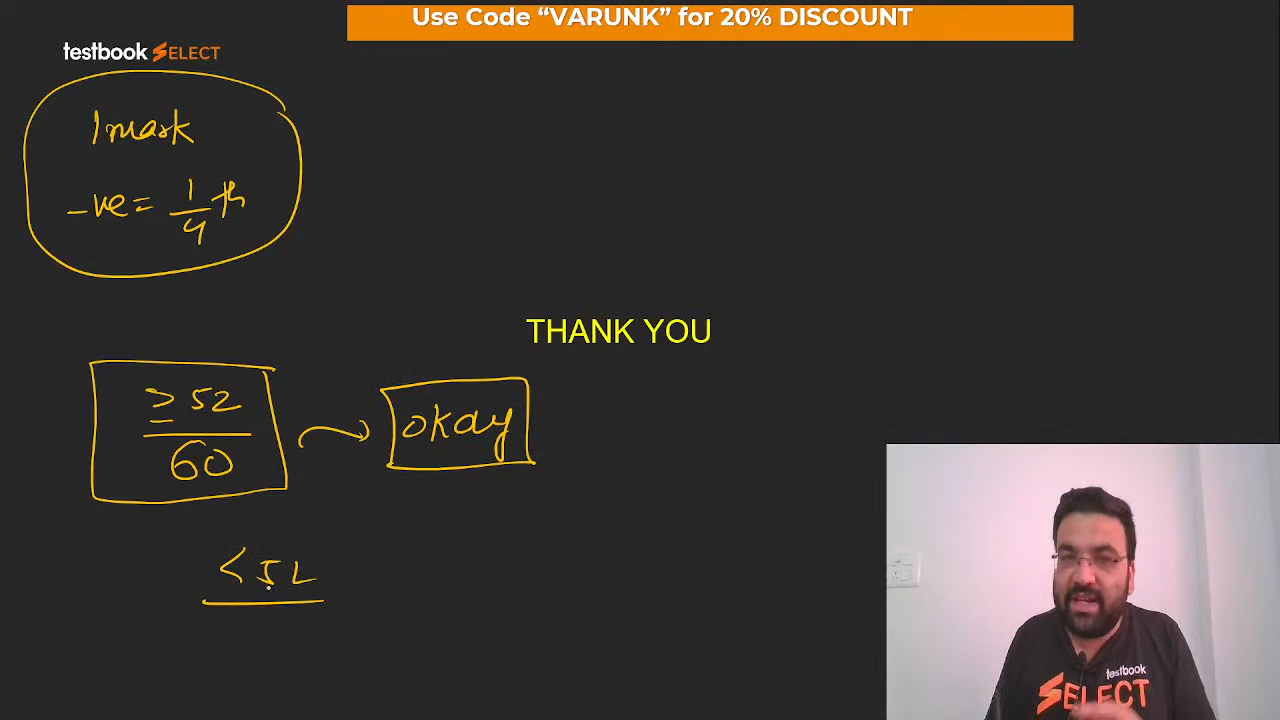 Use Code “VARUNK” for 20% DISCOUNT
testbook SELECT
1 mark
-ve = 1/4 th
THANK YOU
≥ 52
60
okay
< 52
testbook
SELECT